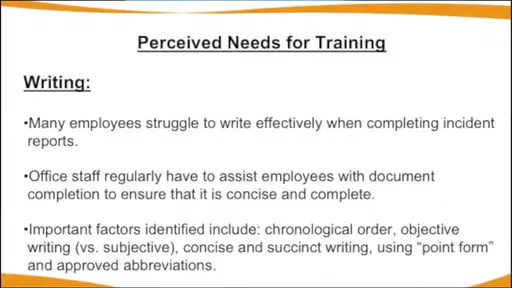 Perceived Needs for Training
Writing:
•Many employees struggle to write effectively when completing incident
reports.
•Office staff regularly have to assist employees with document
completion to ensure that it is concise and complete.
•Important factors identified include: chronological order, objective
writing (vs. subjective), concise and succinct writing, using “point form”
and approved abbreviations.